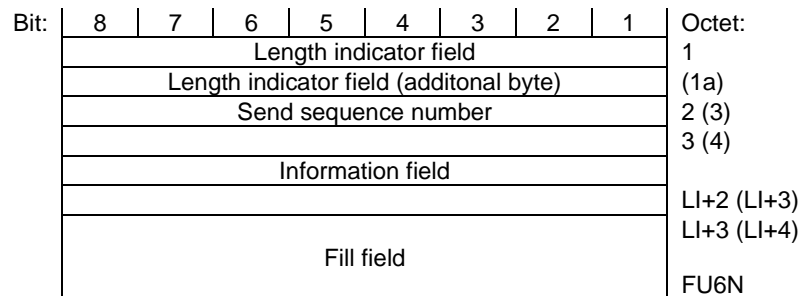 Bit: 8 7 6 5 4 3 2 1 Octet:
Length indicator field 1
Length indicator field (additonal byte) (1a)
Send sequence number 2 (3)
3 (4)
Information field
LI+2 (LI+3)
LI+3 (LI+4)
Fill field
FU6N